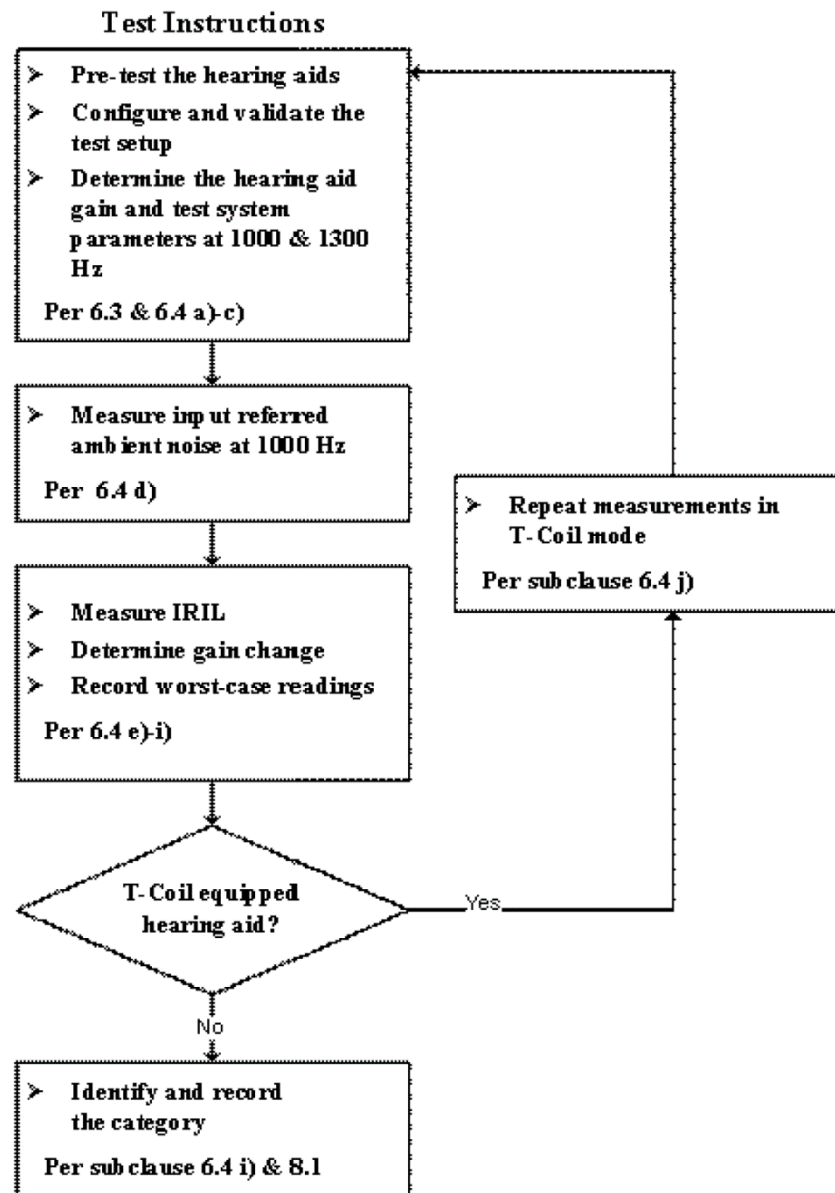 Test Instructions
➢ Pre-test the hearing aids
➢ Configure and validate the
test setup
➢ Determine the hearing aid
gain and test system
parameters at 1000 & 1300
Hz
Per 6.3 & 6.4 a)-c)
➢ Measure input referred
ambient noise at 1000 Hz
Per 6.4 d)
➢ Repeat measurements in
T-Coil mode
Per subclause 6.4 j)
➢ Measure IRIL
➢ Determine gain change
➢ Record worst-case readings
Per 6.4 e)-i)
T-Coil equipped
hearing aid?
Yes
No
➢ Identify and record
the category
Per subclause 6.4 i) & 8.1